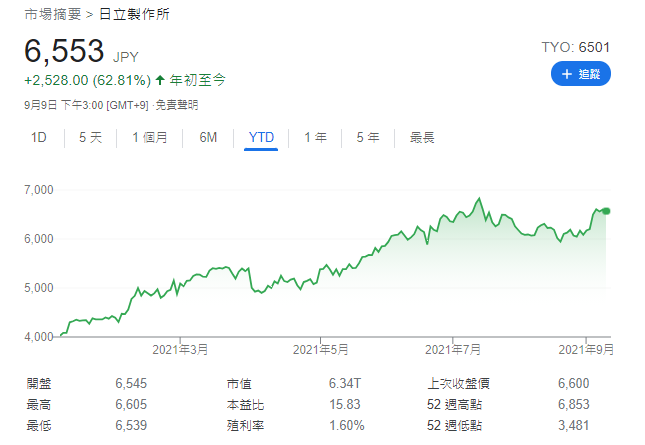 市場摘要 > 日立製作所
6,553 JPY
TYO: 6501
+2,528.00 (62.81%) ↑ 年初至今
+ 追蹤
9月9日 下午3:00 [GMT+9] ·免責聲明
1D 5 天 1 個月 6M YTD 1 年 5 年 最長
7,000
6,000
5,000
4,000
2021年3月 2021年5月 2021年7月 2021年9月
開盤 6,545 市值 6.34T 上次收盤價 6,600
最高 6,605 本益比 15.83 52 週高點 6,853
最低 6,539 殖利率 1.60% 52 週低點 3,481